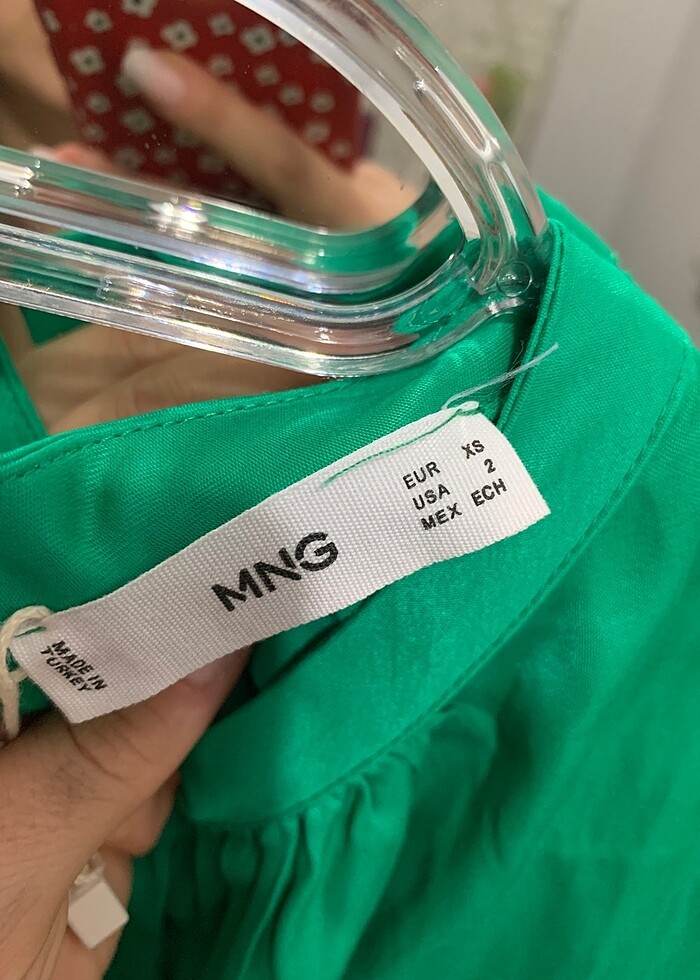 EUR XS
USA 2
MEX ECH
MNG
MADE IN
TURKEY